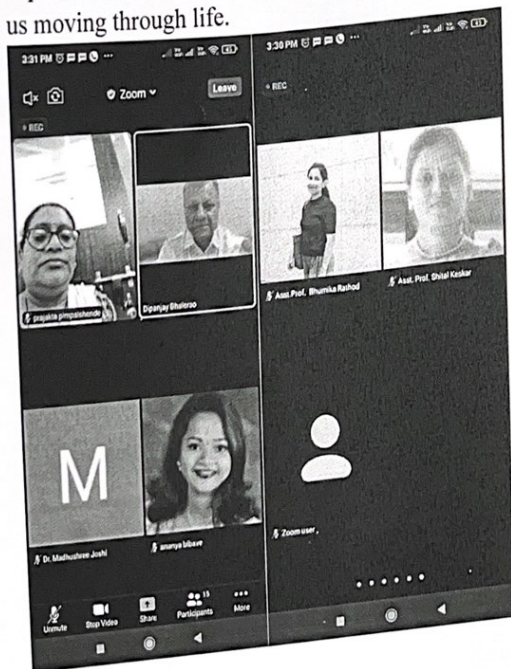 us moving through life.
3:31 PM
Zoom
Leave
REC
prajakta pimpalshende
Dipanjay Bhalerao
M
Dr. Madhushree Joshi
ananya bibave
Unmute
Stop Video
Share
Participants
15
More
3:30 PM
REC
Asst.Prof. Bhumika Rathod
Asst. Prof. Shital Keskar
Zoom user